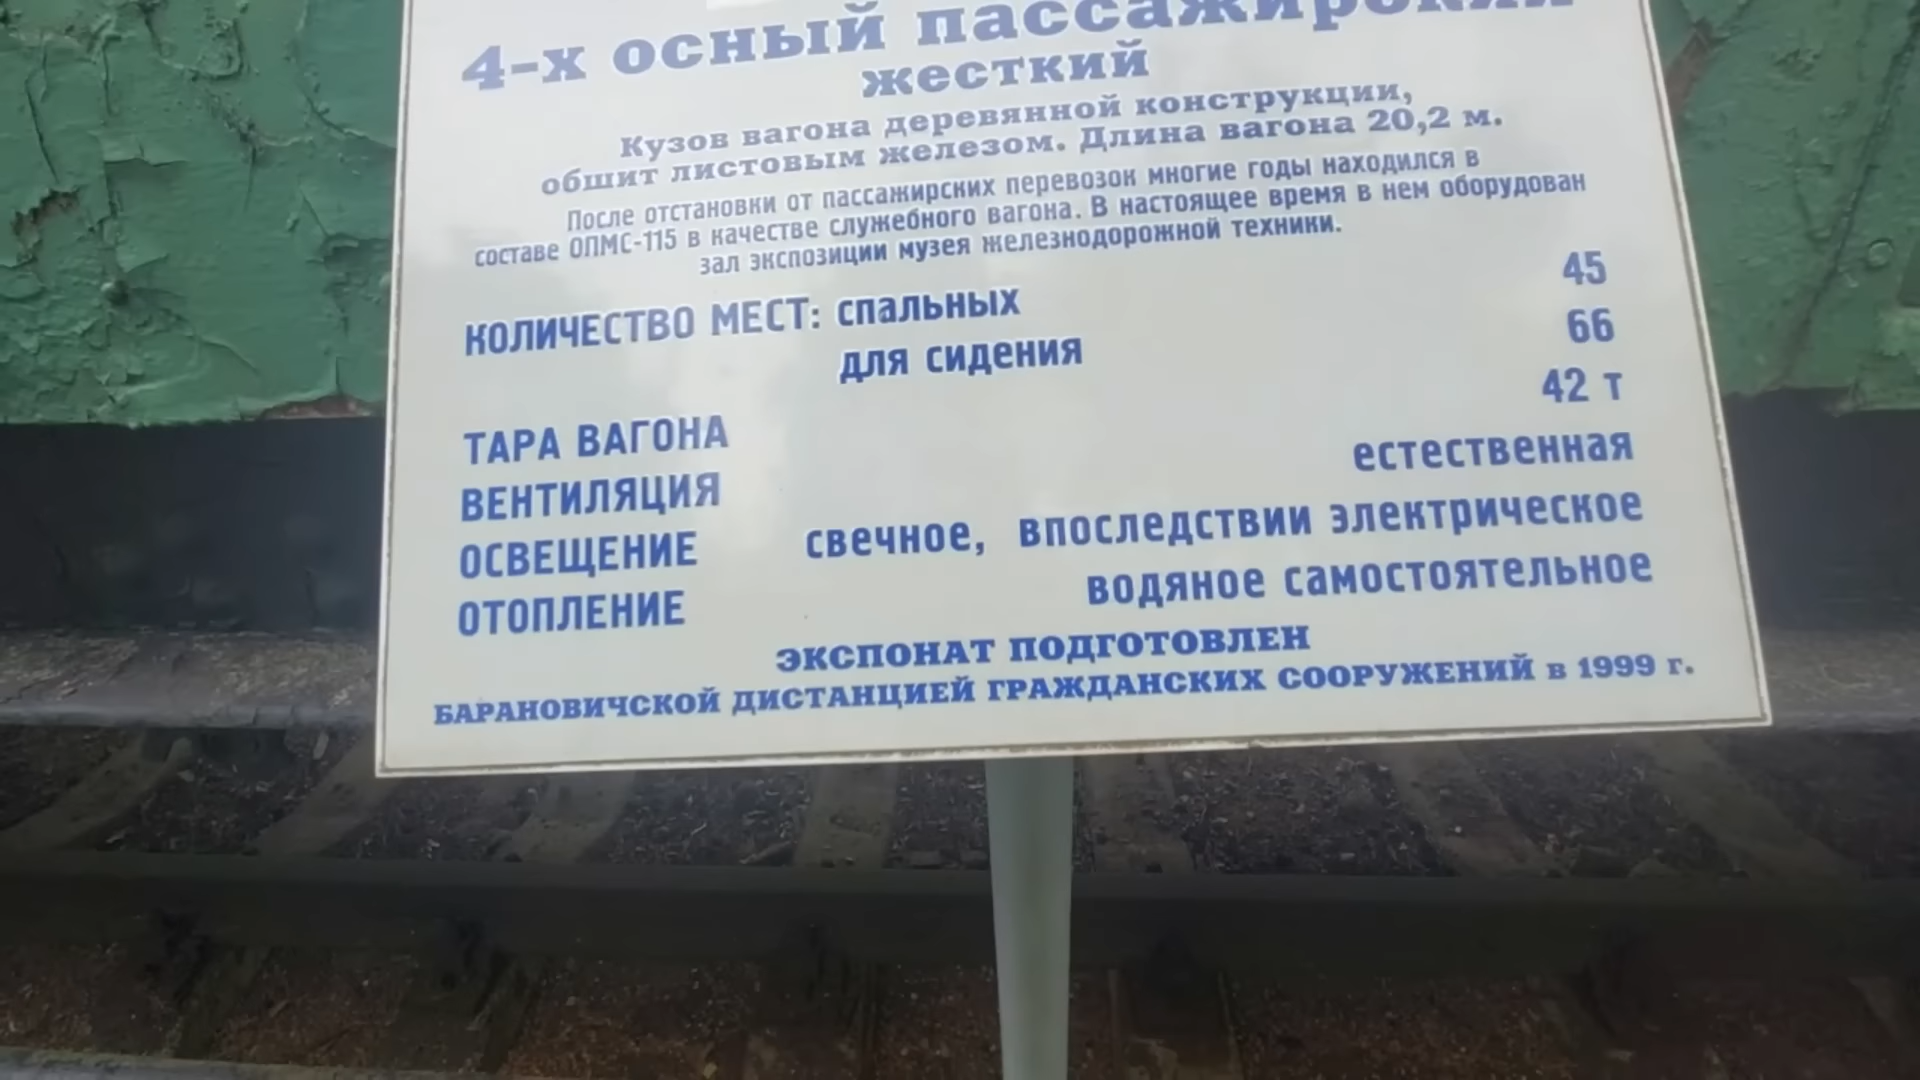 4-х осный пассажирский
жесткий
Кузов вагона деревянной конструкции,
обшит листовым железом. Длина вагона 20,2 м.
После отстановки от пассажирских перевозок многие годы находился в
составе ОПМС-115 в качестве служебного вагона. В настоящее время в нем оборудован
зал экспозиции музея железнодорожной техники.
КОЛИЧЕСТВО МЕСТ: спальных 45
для сидения 66
ТАРА ВАГОНА 42 т
ВЕНТИЛЯЦИЯ естественная
ОСВЕЩЕНИЕ свечное, впоследствии электрическое
ОТОПЛЕНИЕ водяное самостоятельное
ЭКСПОНАТ ПОДГОТОВЛЕН
БАРАНОВИЧСКОЙ ДИСТАНЦИЕЙ ГРАЖДАНСКИХ СООРУЖЕНИЙ в 1999 г.